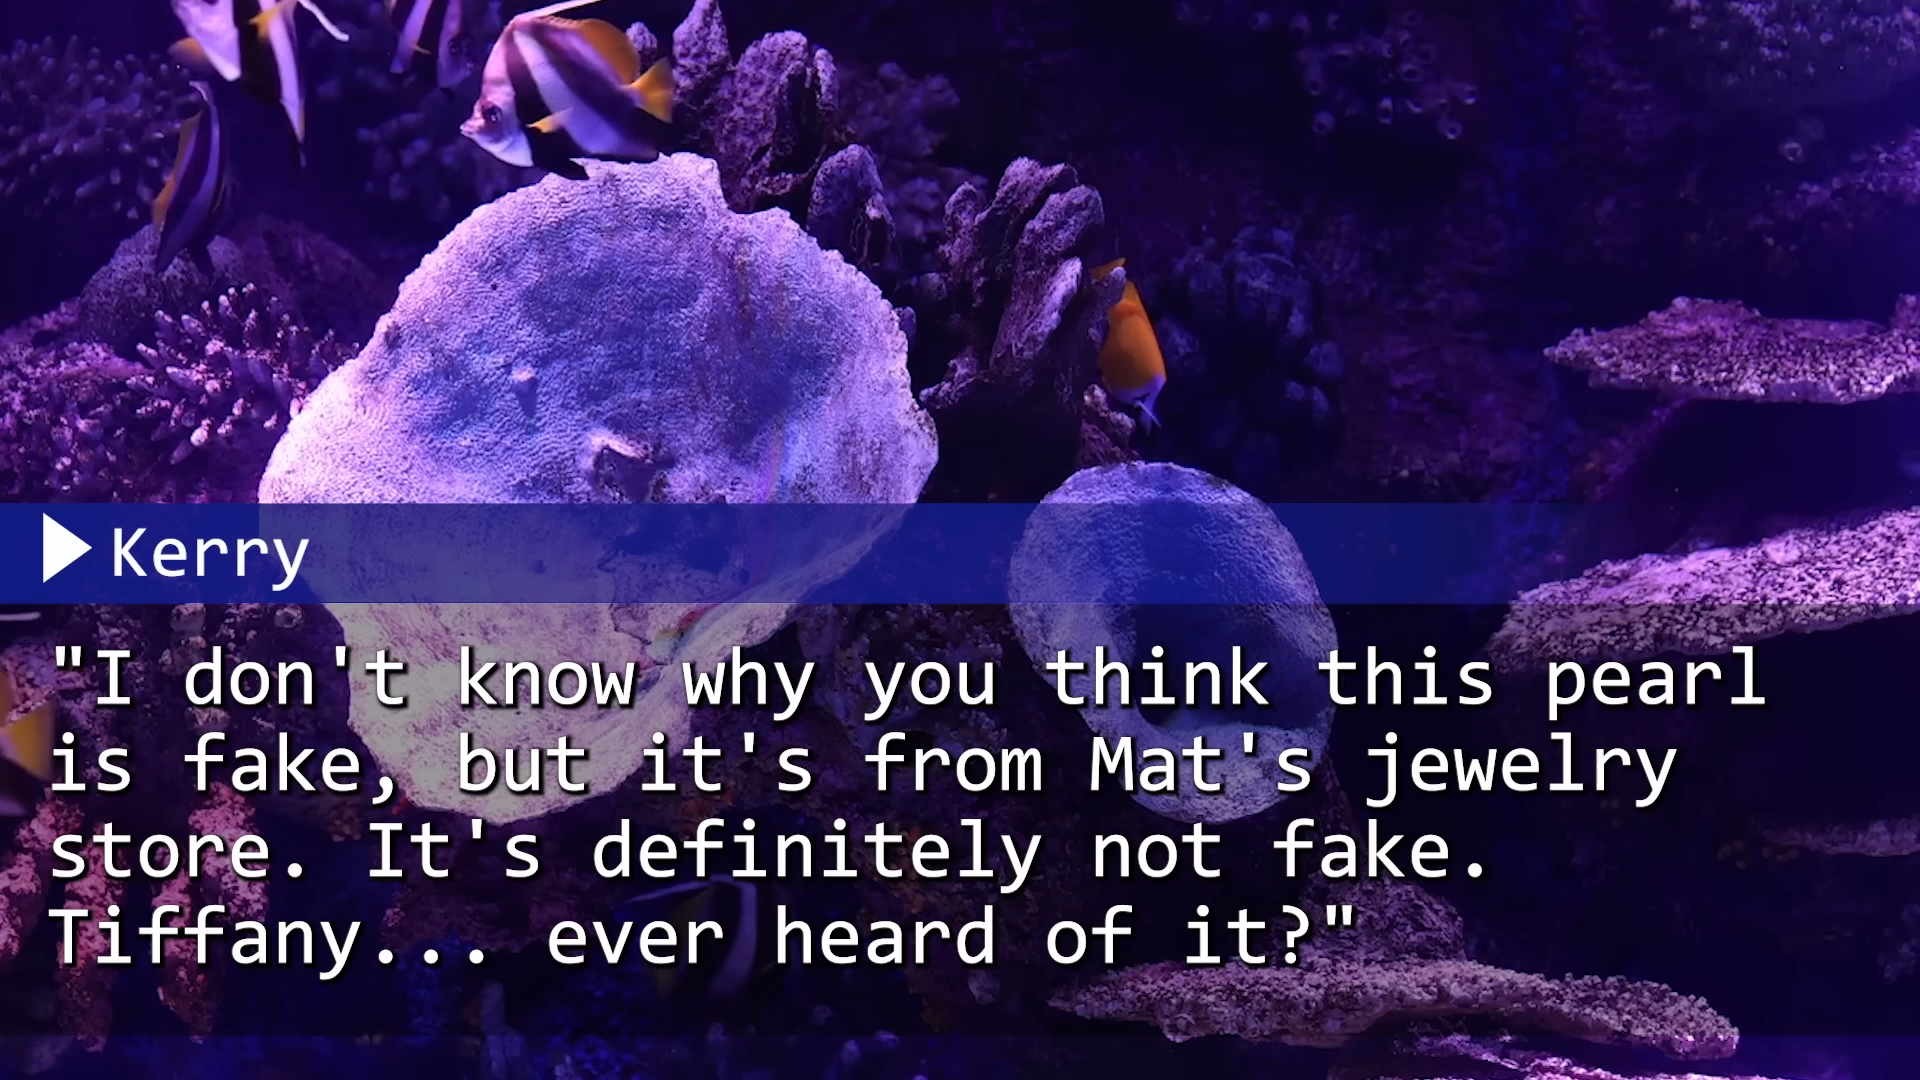 Kerry
"I don't know why you think this pearl
is fake, but it's from Mat's jewelry
store. It's definitely not fake.
Tiffany... ever heard of it?"